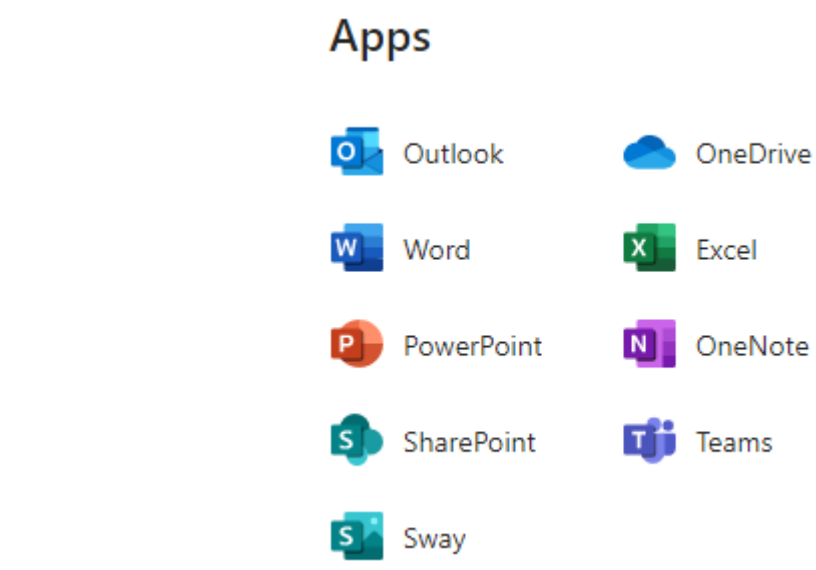 Apps
O Outlook OneDrive
W Word X Excel
P PowerPoint N OneNote
S SharePoint T Teams
S Sway